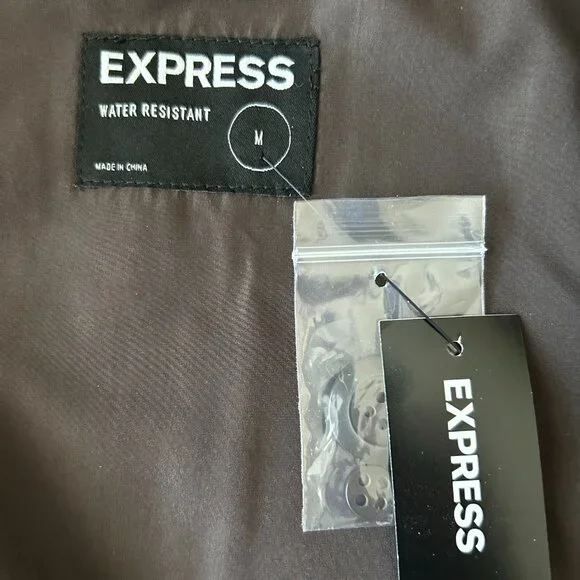 EXPRESS
WATER RESISTANT
M
MADE IN CHINA
EXPRESS